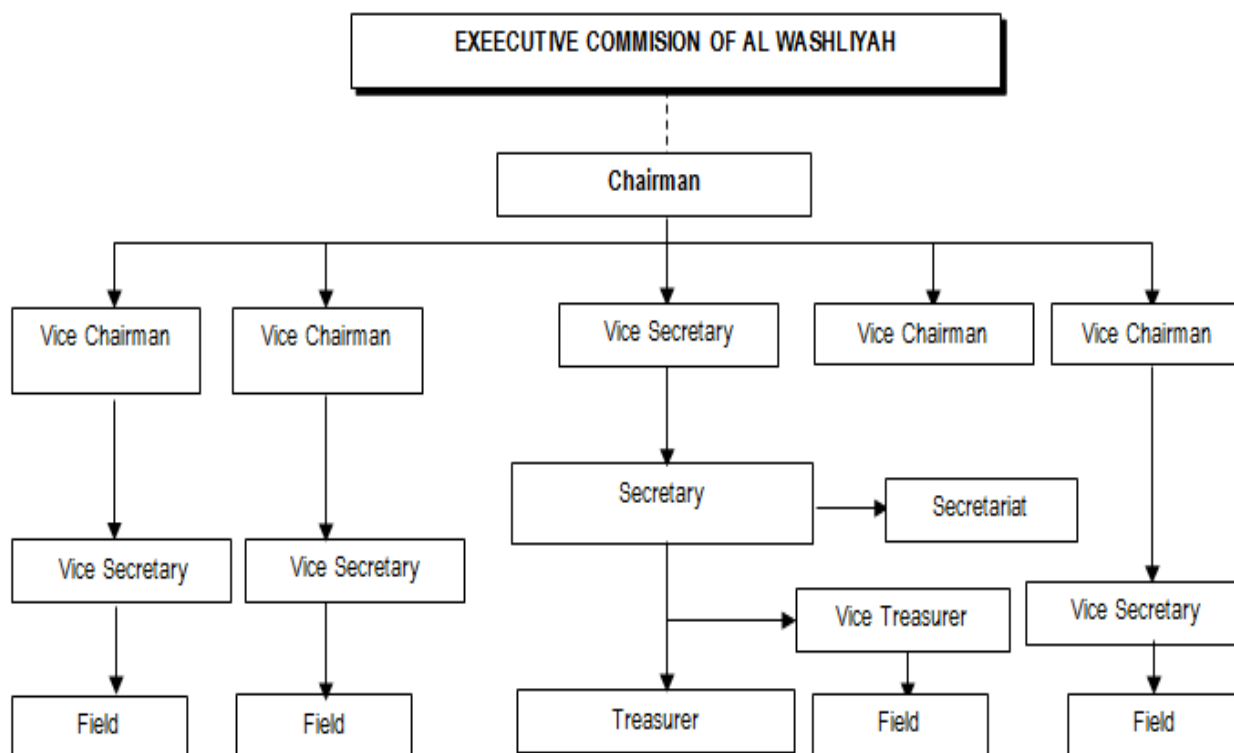 EXEECUTIVE COMMISION OF AL WASHLIYAH
Chairman
Vice Chairman
Vice Chairman
Vice Secretary
Vice Chairman
Vice Chairman
Secretary
Secretariat
Vice Secretary
Vice Secretary
Vice Treasurer
Vice Secretary
Field
Field
Treasurer
Field
Field